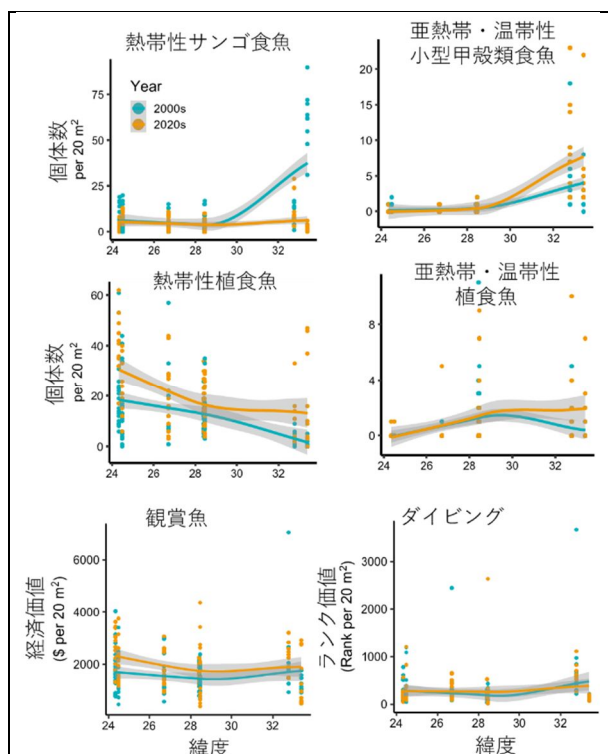 熱帯性サンゴ食魚
Year
2000s
2020s
個体数
per 20 m²
75
50
25
0
24 26 28 30 32
亜熱帯・温帯性
小型甲殻類食魚
20
15
10
5
0
24 26 28 30 32
熱帯性植食魚
個体数
per 20 m²
60
40
20
0
24 26 28 30 32
亜熱帯・温帯性
植食魚
8
4
0
24 26 28 30 32
観賞魚
経済価値
($ per 20 m²)
6000
4000
2000
24 26 28 30 32
緯度
ダイビング
ランク価値
(Rank per 20 m²)
3000
2000
1000
0
24 26 28 30 32
緯度